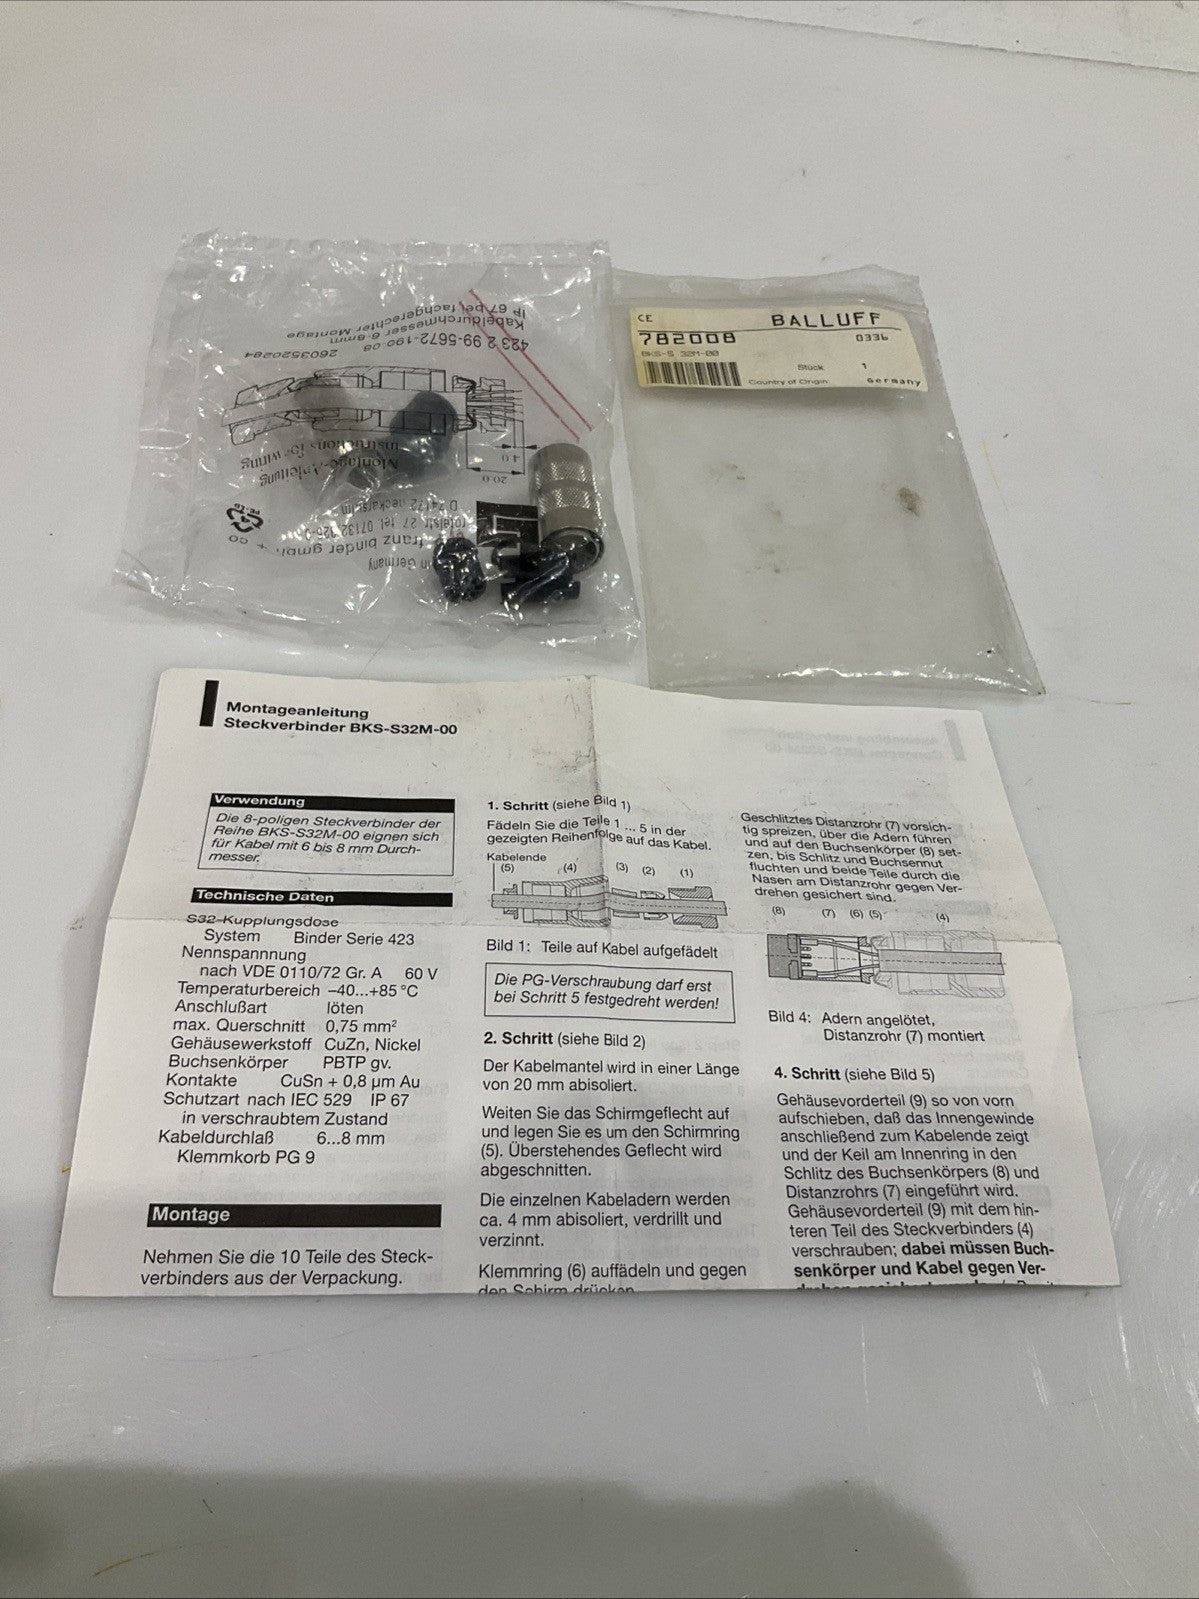 423 2 99-5672-190-08
2603520284
Kabeldurchmesser 6-8mm
IP 67 bei fachgerechter Montage
4.0
20.0
Montage-Anleitung
instructions for wiring
franz binder gmbh + co
tel. 07132
D 74172 neckarsulm
Germany
CE
BALLUFF
782008
0336
BKS-S 32M-00
Stück 1
Country of Origin Germany
Montageanleitung
Steckverbinder BKS-S32M-00
Verwendung
Die 8-poligen Steckverbinder der
Reihe BKS-S32M-00 eignen sich
für Kabel mit 6 bis 8 mm Durch-
messer.
Technische Daten
S32-Kupplungsdose
System Binder Serie 423
Nennspannnung
nach VDE 0110/72 Gr. A 60 V
Temperaturbereich –40...+85 °C
Anschlußart löten
max. Querschnitt 0,75 mm²
Gehäusewerkstoff CuZn, Nickel
Buchsenkörper PBTP gv.
Kontakte CuSn + 0,8 µm Au
Schutzart nach IEC 529 IP 67
in verschraubtem Zustand
Kabeldurchlaß 6...8 mm
Klemmkorb PG 9
Montage
Nehmen Sie die 10 Teile des Steck-
verbinders aus der Verpackung.
1. Schritt (siehe Bild 1)
Fädeln Sie die Teile 1 ... 5 in der
gezeigten Reihenfolge auf das Kabel.
Kabelende
(5) (4) (3) (2) (1)
Bild 1: Teile auf Kabel aufgefädelt
Die PG-Verschraubung darf erst
bei Schritt 5 festgedreht werden!
2. Schritt (siehe Bild 2)
Der Kabelmantel wird in einer Länge
von 20 mm abisoliert.
Weiten Sie das Schirmgeflecht auf
und legen Sie es um den Schirmring
(5). Überstehendes Geflecht wird
abgeschnitten.
Die einzelnen Kabeladern werden
ca. 4 mm abisoliert, verdrillt und
verzinnt.
Klemmring (6) auffädeln und gegen
den Schirm drücken
Geschlitztes Distanzrohr (7) vorsich-
tig spreizen, über die Adern führen
und auf den Buchsenkörper (8) set-
zen, bis Schlitz und Buchsennut
fluchten und beide Teile durch die
Nasen am Distanzrohr gegen Ver-
drehen gesichert sind.
(8) (7) (6) (5) (4)
Bild 4: Adern angelötet,
Distanzrohr (7) montiert
4. Schritt (siehe Bild 5)
Gehäusevorderteil (9) so von vorn
aufschieben, daß das Innengewinde
anschließend zum Kabelende zeigt
und der Keil am Innenring in den
Schlitz des Buchsenkörpers (8) und
Distanzrohrs (7) eingeführt wird.
Gehäusevorderteil (9) mit dem hin-
teren Teil des Steckverbinders (4)
verschrauben; dabei müssen Buch-
senkörper und Kabel gegen Ver-